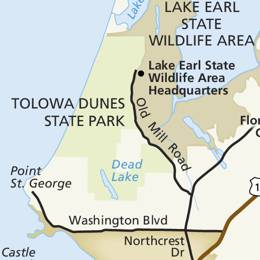 LAKE EARL
STATE
WILDLIFE AREA
Lake Earl State
Wildlife Area
Headquarters
TOLOWA DUNES
STATE PARK
Old Mill Road
Point
St. George
Dead
Lake
Washington Blvd
Northcrest
Dr
Castle